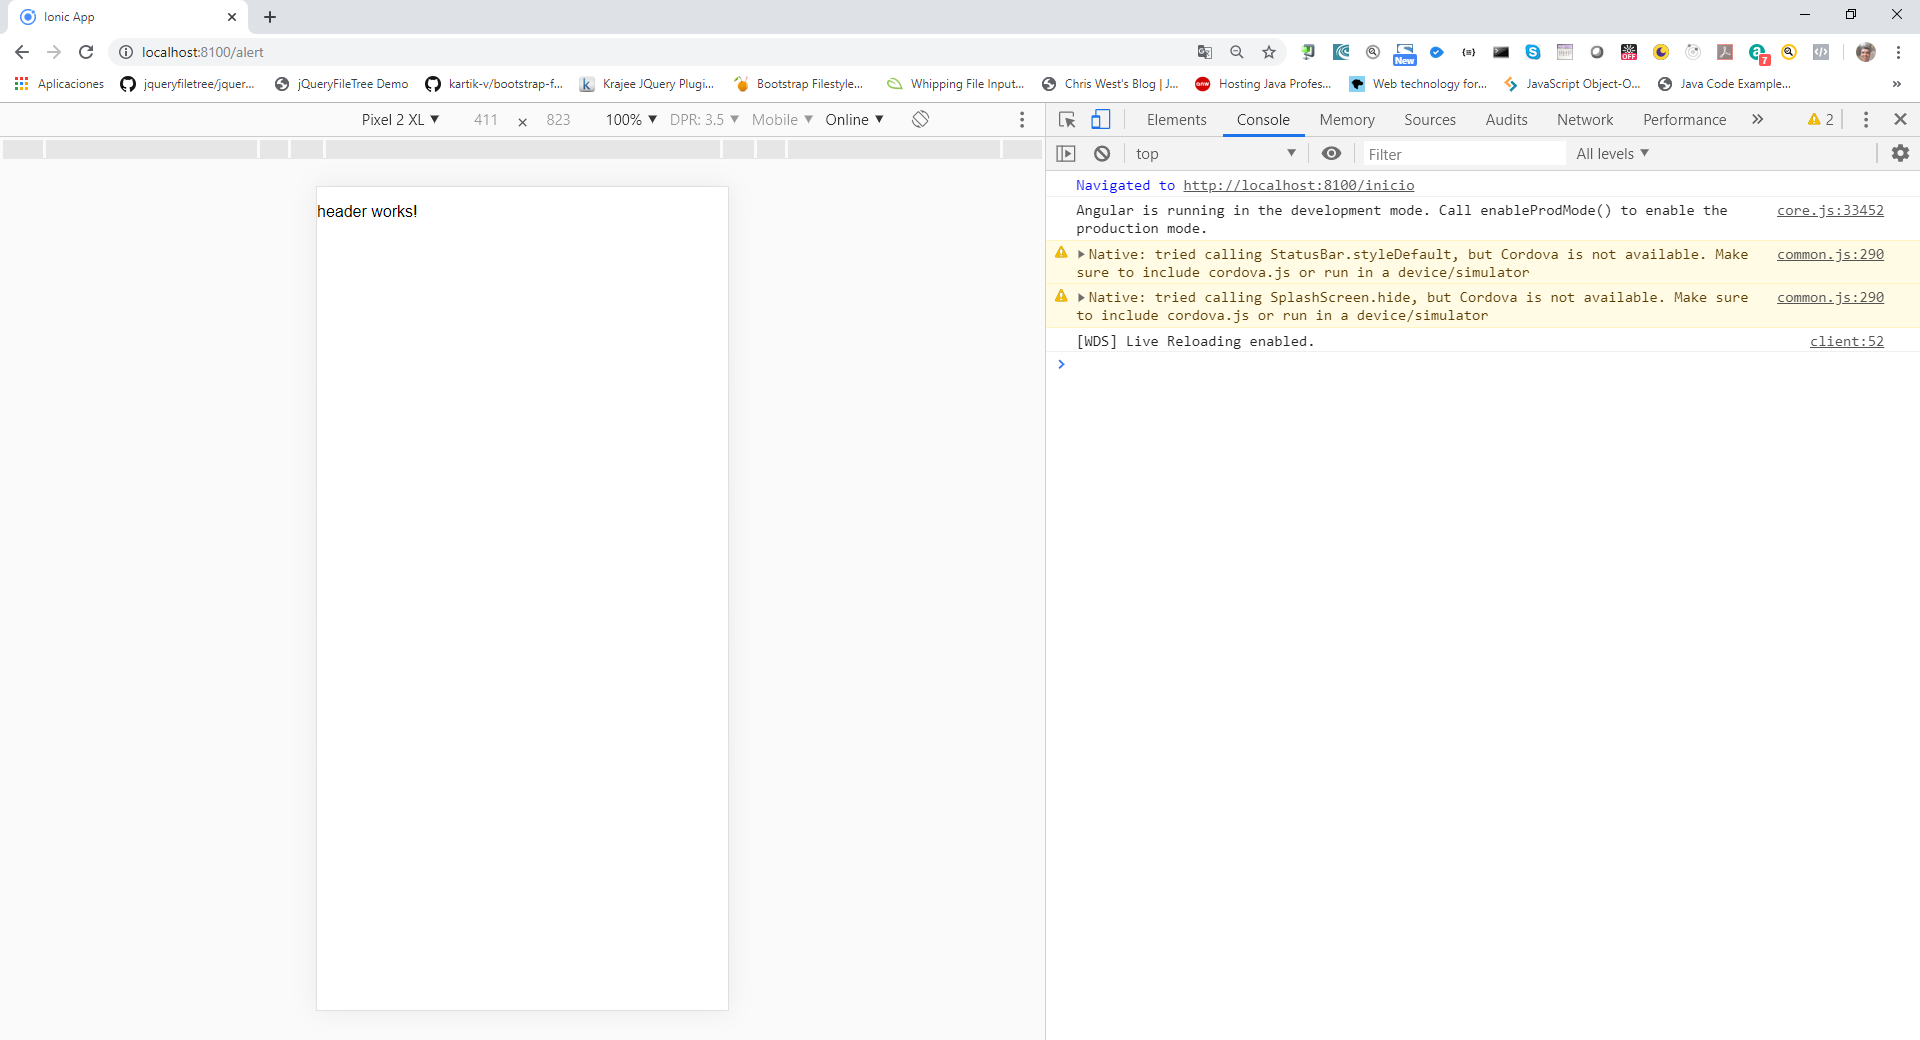 Ionic App
localhost:8100/alert
New
OFF
7
Aplicaciones
jqueryfiletree/jquer...
jQueryFileTree Demo
kartik-v/bootstrap-f...
k
Krajee JQuery Plugi...
Bootstrap Filestyle...
Whipping File Input...
Chris West's Blog | J...
Hosting Java Profes...
Web technology for...
JavaScript Object-O...
Java Code Example...
»
Pixel 2 XL
411
×
823
100%
DPR: 3.5
Mobile
Online
Elements
Console
Memory
Sources
Audits
Network
Performance
»
2
top
Filter
All levels
header works!
Navigated to http://localhost:8100/inicio
Angular is running in the development mode. Call enableProdMode() to enable the
core.js:33452
production mode.
Native: tried calling StatusBar.styleDefault, but Cordova is not available. Make
common.js:290
sure to include cordova.js or run in a device/simulator
Native: tried calling SplashScreen.hide, but Cordova is not available. Make sure
common.js:290
to include cordova.js or run in a device/simulator
[WDS] Live Reloading enabled.
client:52